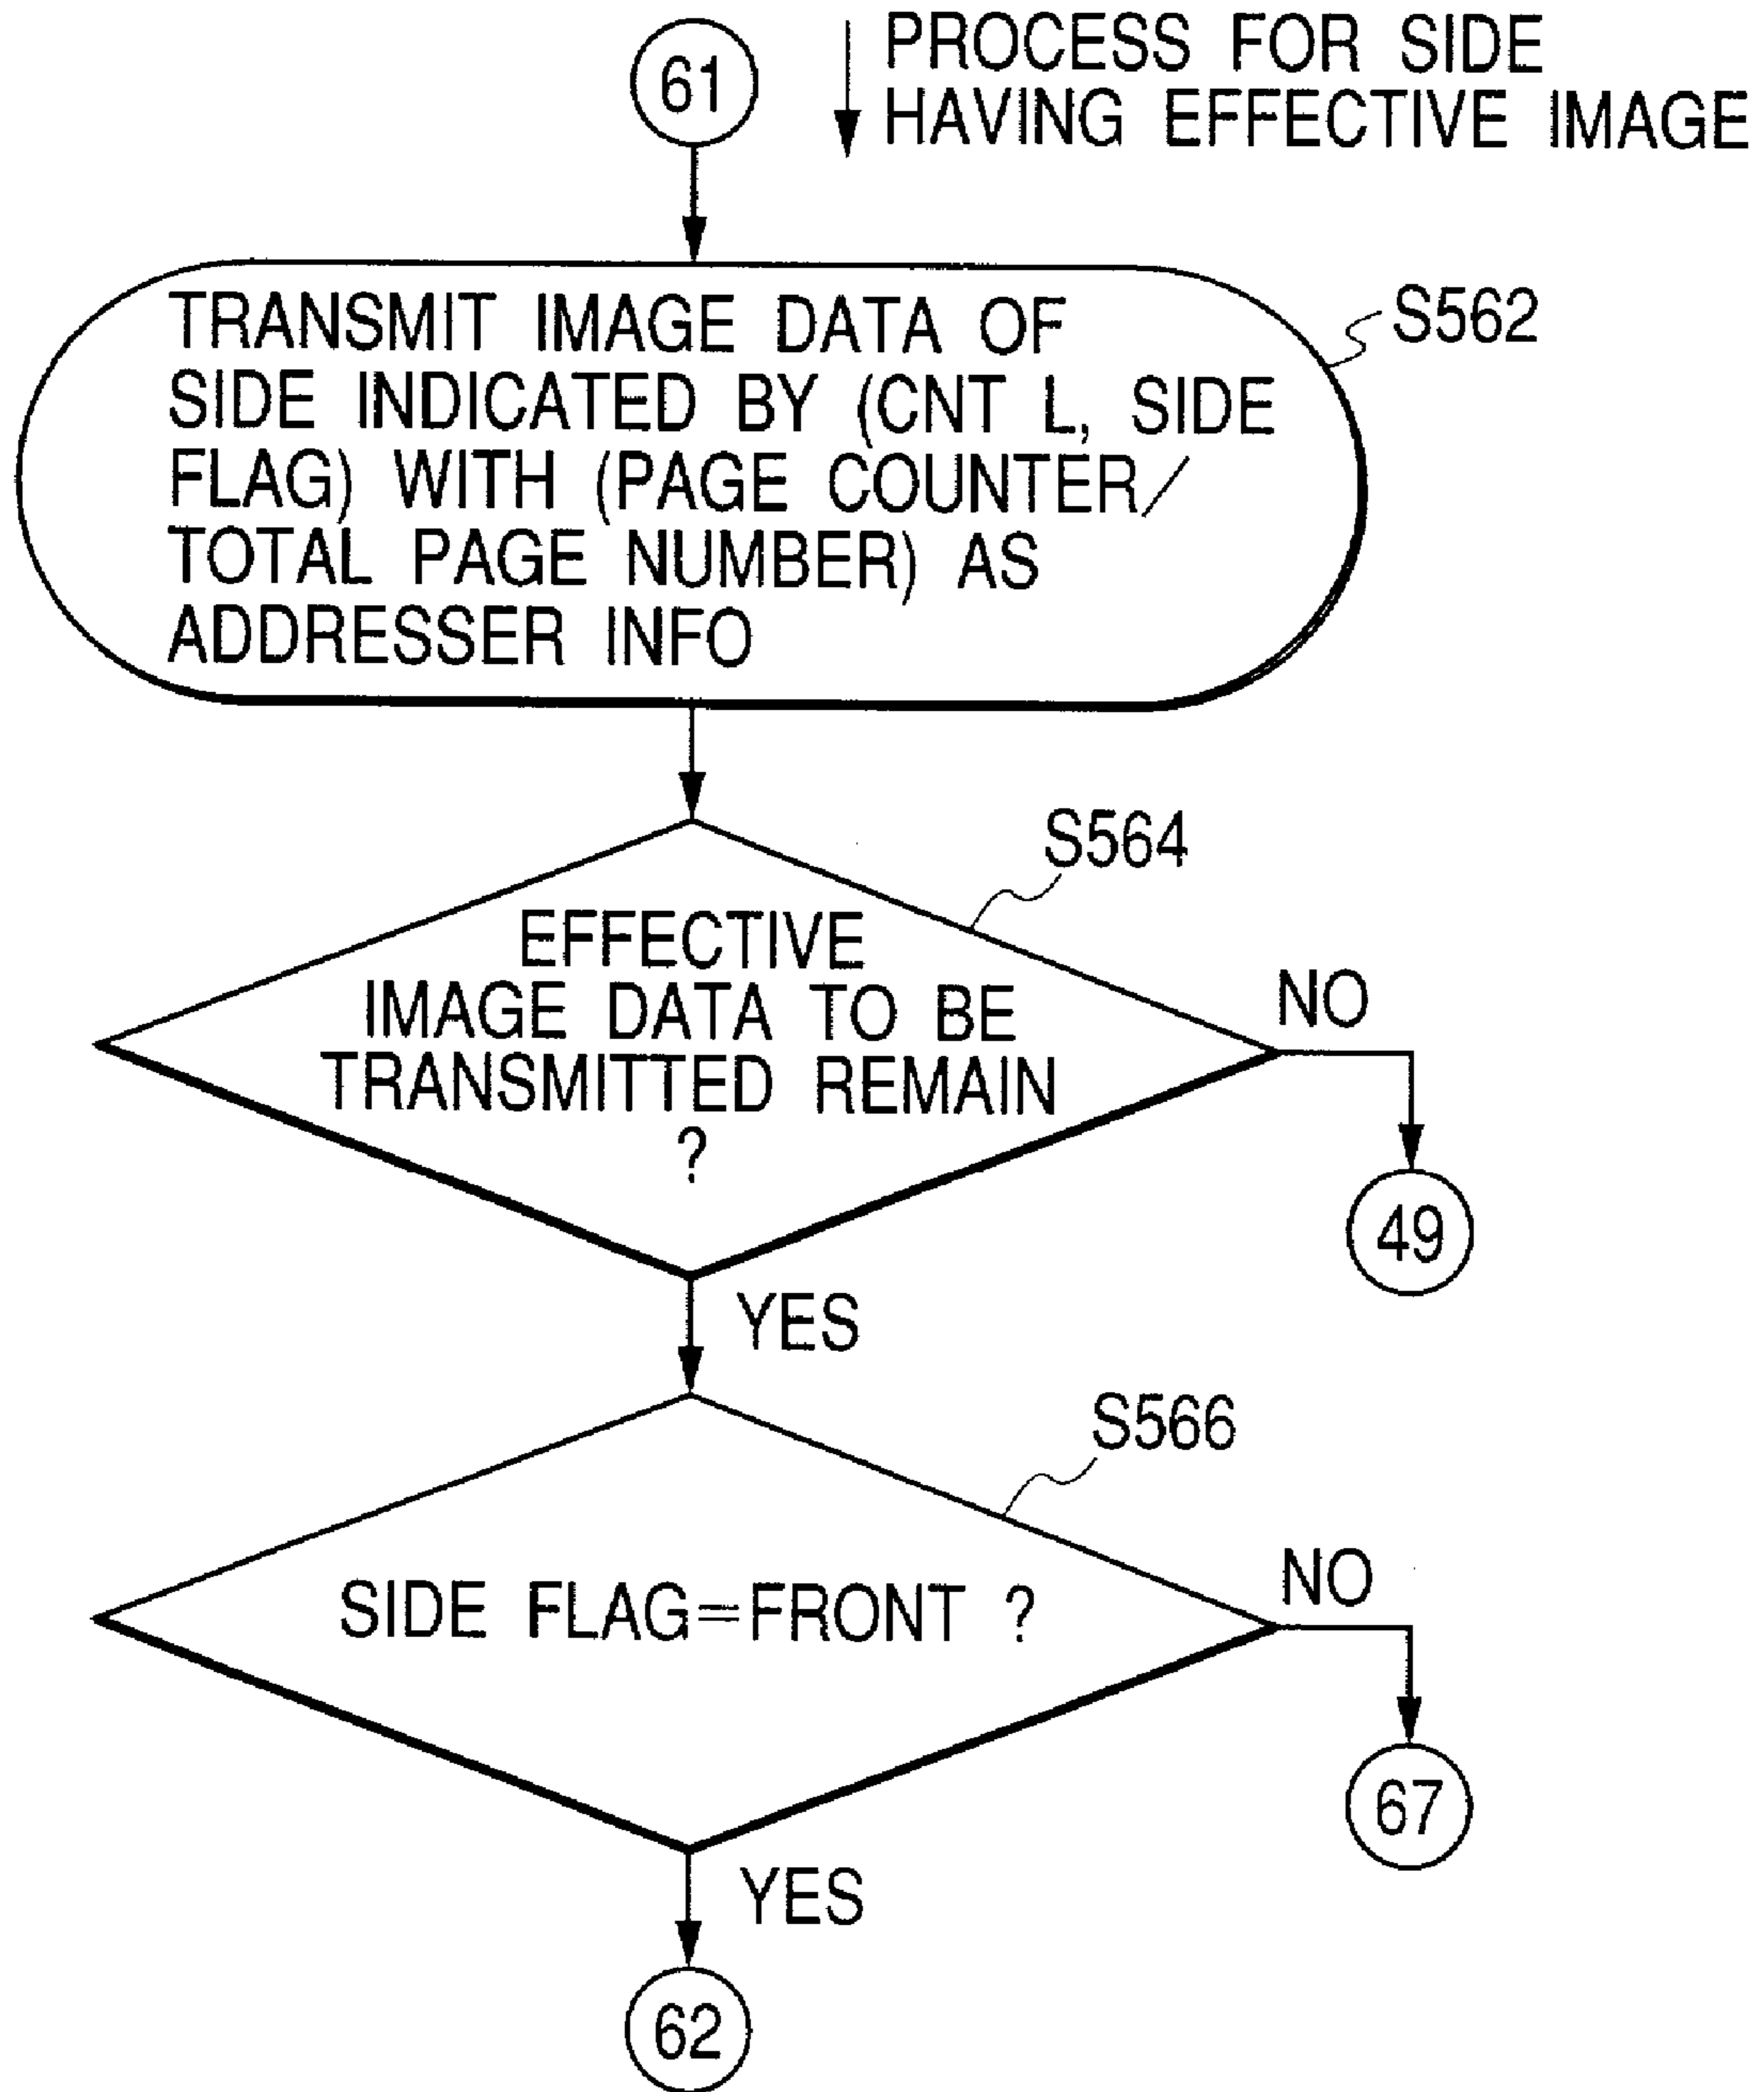 61
PROCESS FOR SIDE
HAVING EFFECTIVE IMAGE
TRANSMIT IMAGE DATA OF
SIDE INDICATED BY (CNT L, SIDE
FLAG) WITH (PAGE COUNTER/
TOTAL PAGE NUMBER) AS
ADDRESSER INFO
S562
S564
EFFECTIVE
IMAGE DATA TO BE
TRANSMITTED REMAIN
?
NO
49
YES
S566
SIDE FLAG=FRONT ?
NO
67
YES
62